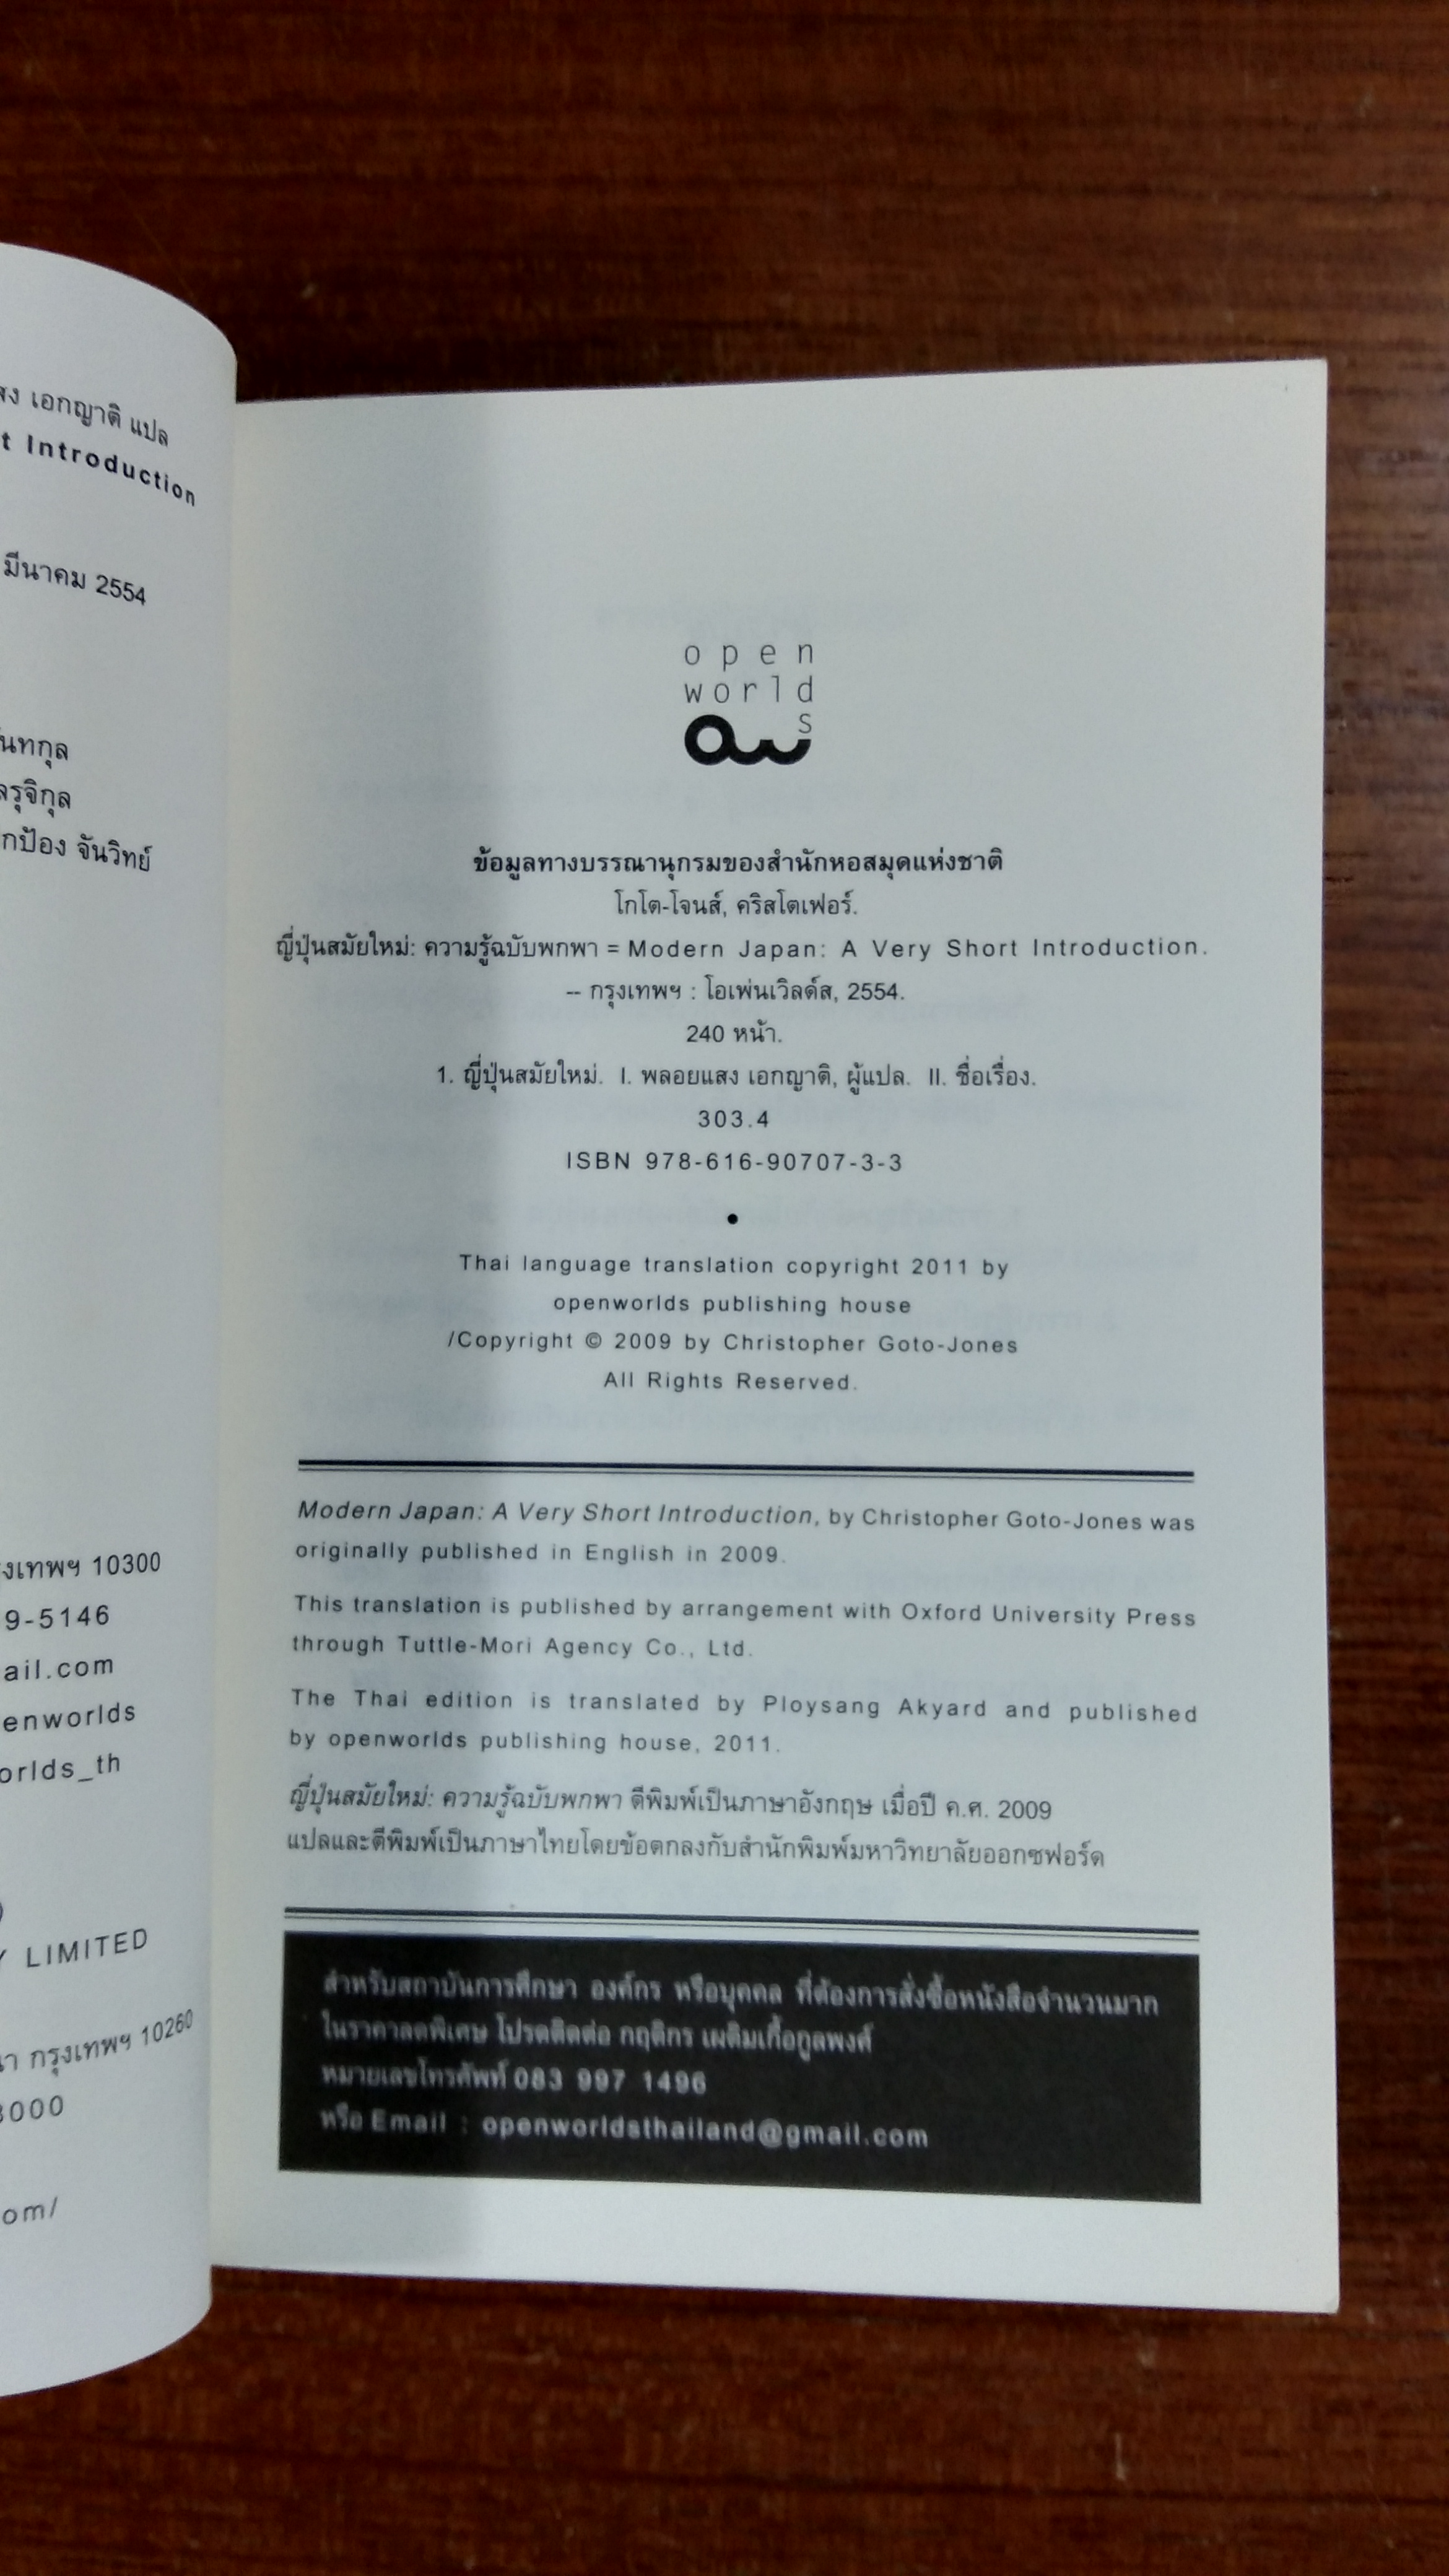 เอกญาติ แปล
t Introduction
มีนาคม 2554
นทกุล
รุจิกุล
กป้อง จันวิทย์
งเทพฯ 10300
9-5146
ail.com
enworlds
orlds_th
LIMITED
กรุงเทพฯ 10260
3000
om/
open
world
s
ข้อมูลทางบรรณานุกรมของสำนักหอสมุดแห่งชาติ
โกโต-โจนส์, คริสโตเฟอร์.
ญี่ปุ่นสมัยใหม่: ความรู้ฉบับพกพา = Modern Japan: A Very Short Introduction.
-- กรุงเทพฯ : โอเพ่นเวิลด์ส, 2554.
240 หน้า.
1. ญี่ปุ่นสมัยใหม่. I. พลอยแสง เอกญาติ, ผู้แปล. II. ชื่อเรื่อง.
303.4
ISBN 978-616-90707-3-3
•
Thai language translation copyright 2011 by
openworlds publishing house
/Copyright © 2009 by Christopher Goto-Jones
All Rights Reserved.
Modern Japan: A Very Short Introduction, by Christopher Goto-Jones was
originally published in English in 2009.
This translation is published by arrangement with Oxford University Press
through Tuttle-Mori Agency Co., Ltd.
The Thai edition is translated by Ploysang Akyard and published
by openworlds publishing house, 2011.
ญี่ปุ่นสมัยใหม่: ความรู้ฉบับพกพา ตีพิมพ์เป็นภาษาอังกฤษ เมื่อปี ค.ศ. 2009
แปลและตีพิมพ์เป็นภาษาไทยโดยข้อตกลงกับสำนักพิมพ์มหาวิทยาลัยออกซฟอร์ด
สำหรับสถาบันการศึกษา องค์กร หรือบุคคล ที่ต้องการสั่งซื้อหนังสือจำนวนมาก
ในราคาลดพิเศษ โปรดติดต่อ กฤติกร เผดิมเกื้อกูลพงศ์
หมายเลขโทรศัพท์ 083 997 1496
หรือ Email : openworldsthailand@gmail.com